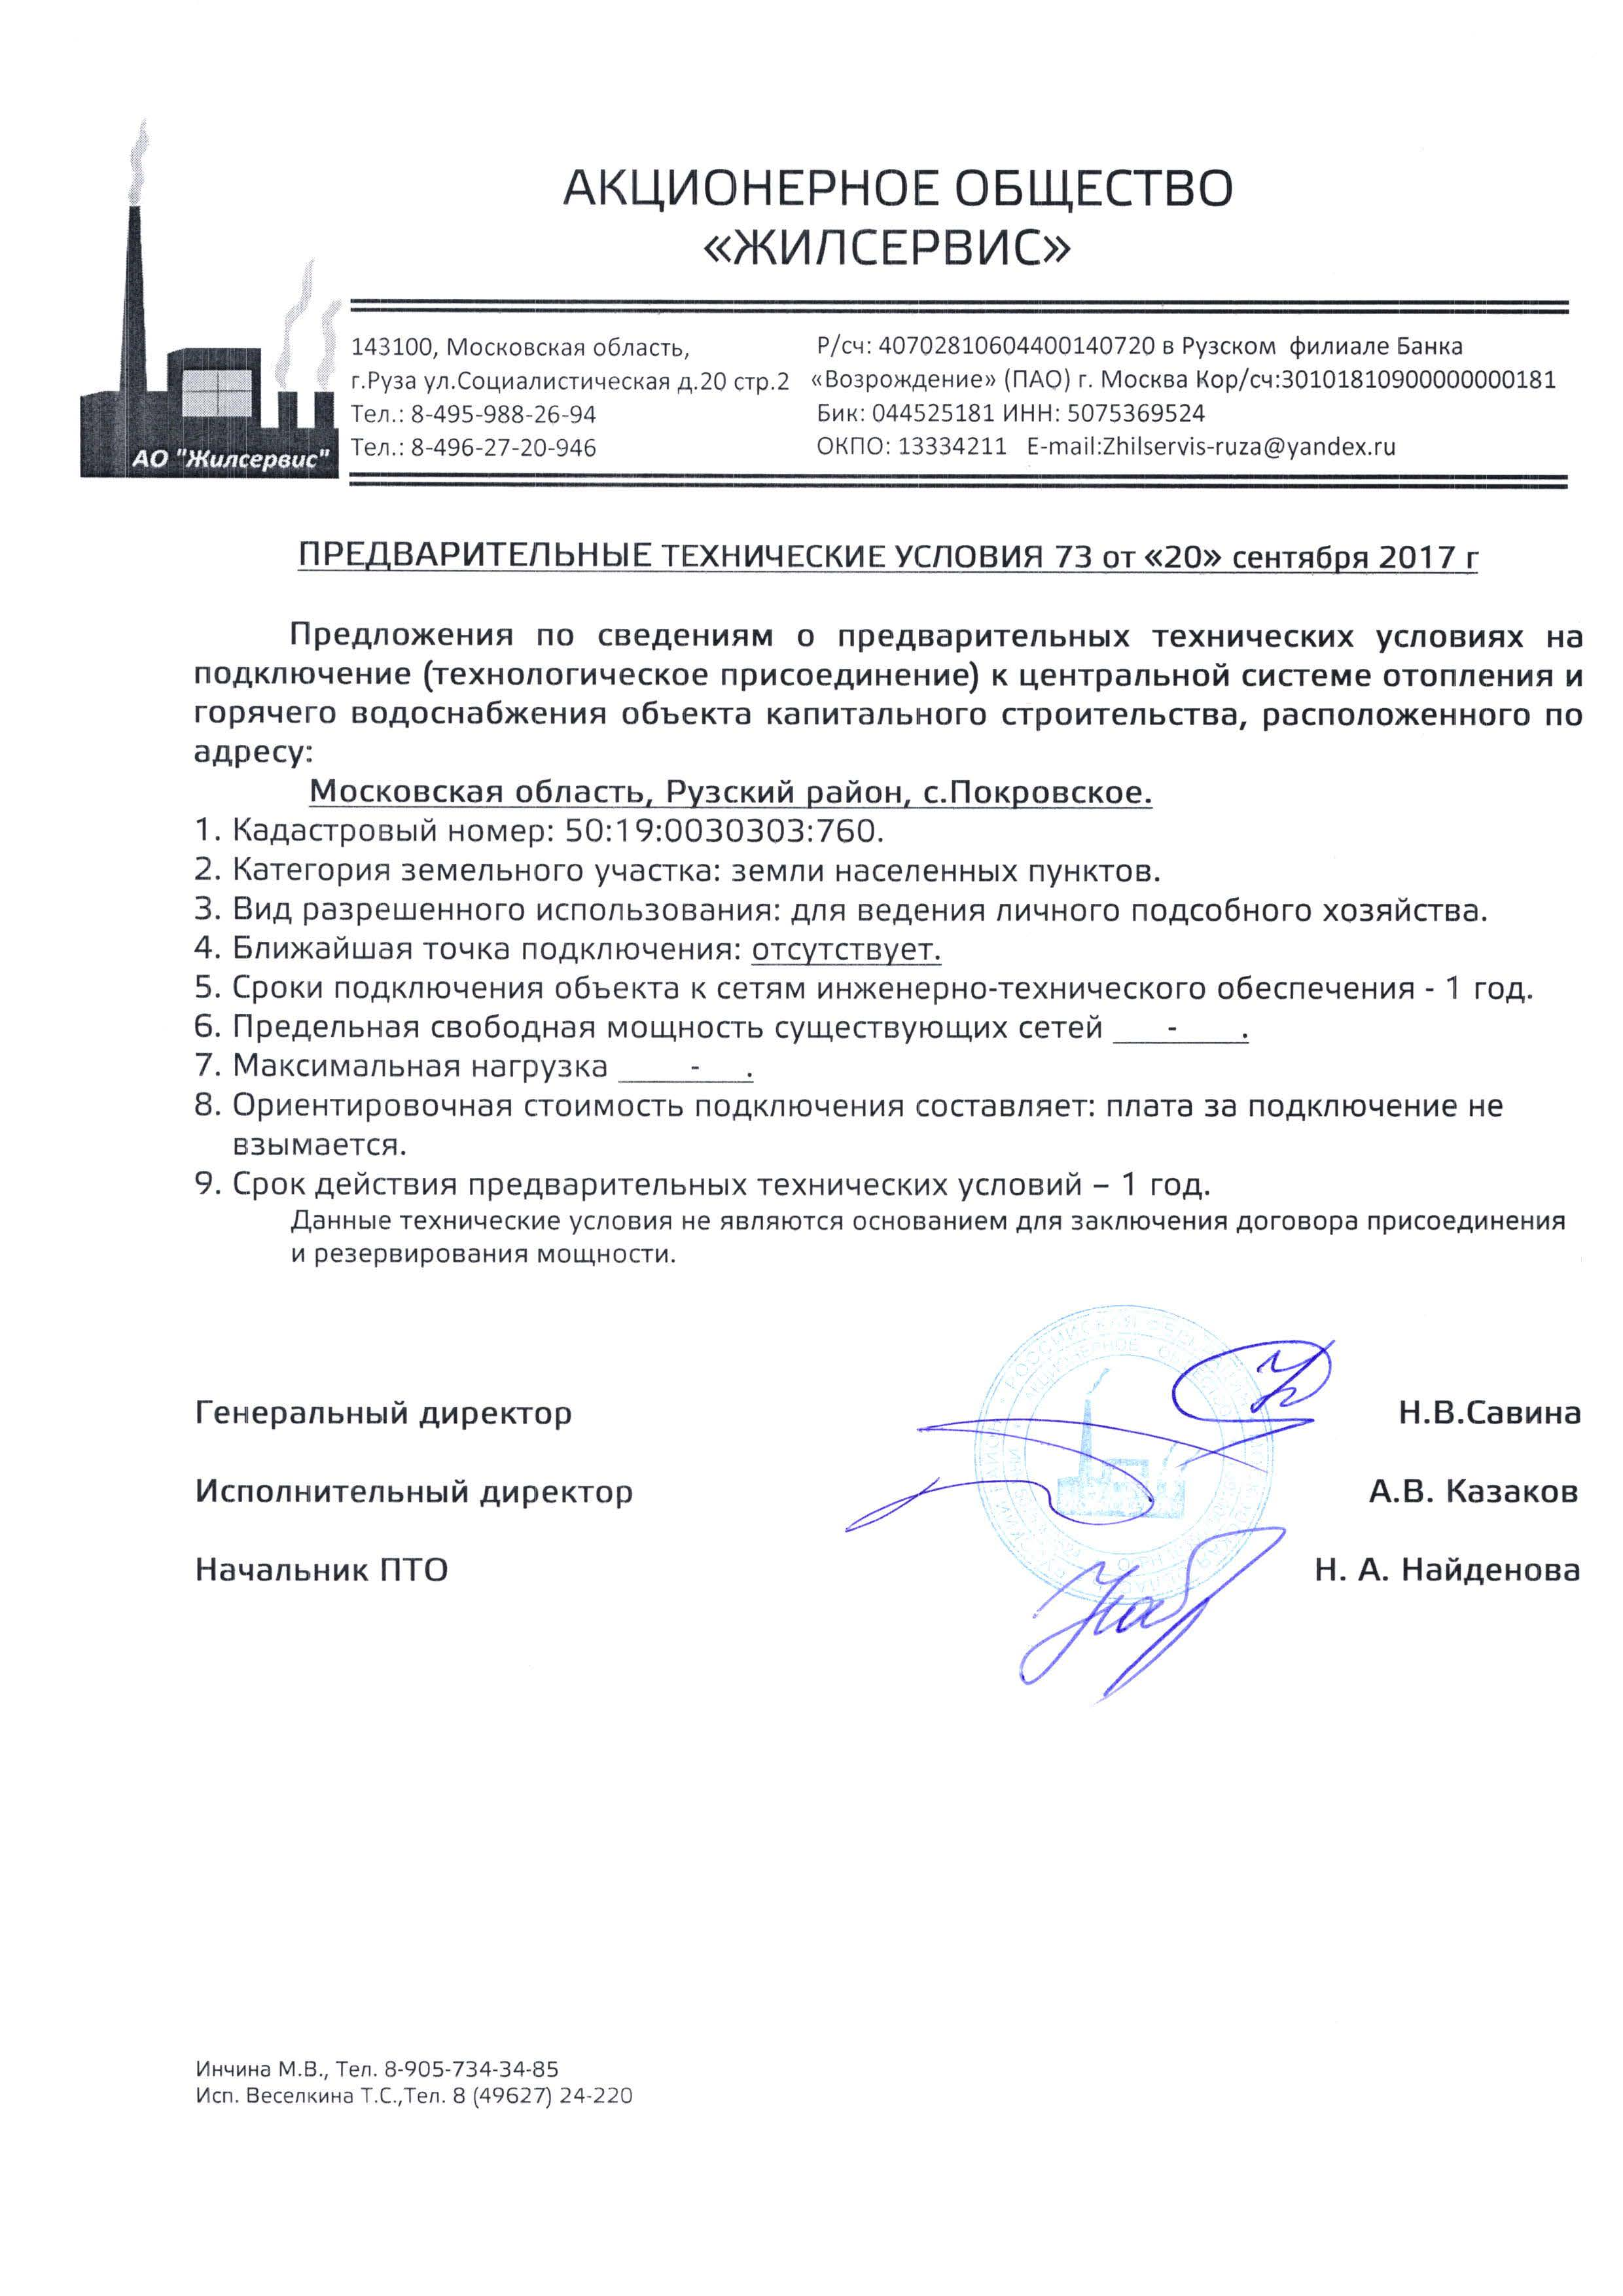 АКЦИОНЕРНОЕ ОБЩЕСТВО
«ЖИЛСЕРВИС»
АО "Жилсервис"
143100, Московская область,
г.Руза ул.Социалистическая д.20 стр.2
Тел.: 8-495-988-26-94
Тел.: 8-496-27-20-946
Р/сч: 40702810604400140720 в Рузском филиале Банка
«Возрождение» (ПАО) г. Москва Кор/сч:30101810900000000181
Бик: 044525181 ИНН: 5075369524
ОКПО: 13334211 E-mail:Zhilservis-ruza@yandex.ru
ПРЕДВАРИТЕЛЬНЫЕ ТЕХНИЧЕСКИЕ УСЛОВИЯ 73 от «20» сентября 2017 г
Предложения по сведениям о предварительных технических условиях на
подключение (технологическое присоединение) к центральной системе отопления и
горячего водоснабжения объекта капитального строительства, расположенного по
адресу:
Московская область, Рузский район, с.Покровское.
1. Кадастровый номер: 50:19:0030303:760.
2. Категория земельного участка: земли населенных пунктов.
3. Вид разрешенного использования: для ведения личного подсобного хозяйства.
4. Ближайшая точка подключения: отсутствует.
5. Сроки подключения объекта к сетям инженерно-технического обеспечения - 1 год.
6. Предельная свободная мощность существующих сетей ___-____.
7. Максимальная нагрузка ____-___.
8. Ориентировочная стоимость подключения составляет: плата за подключение не
взымается.
9. Срок действия предварительных технических условий – 1 год.
Данные технические условия не являются основанием для заключения договора присоединения
и резервирования мощности.
Генеральный директор Н.В.Савина
Исполнительный директор А.В. Казаков
Начальник ПТО Н. А. Найденова
Инчина М.В., Тел. 8-905-734-34-85
Исп. Веселкина Т.С.,Тел. 8 (49627) 24-220